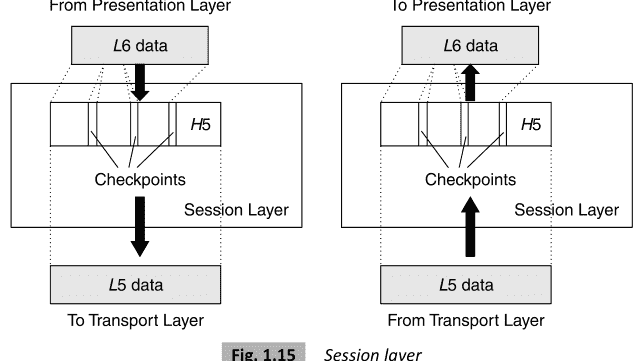 From Presentation Layer
To Presentation Layer
L6 data
L6 data
H5
H5
Checkpoints
Checkpoints
Session Layer
Session Layer
L5 data
L5 data
To Transport Layer
From Transport Layer
Fig. 1.15 Session layer